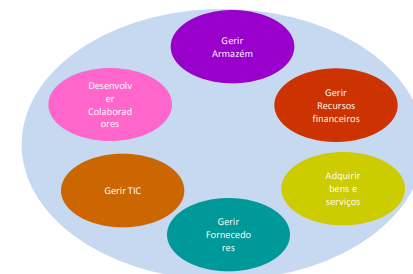 Gerir
Armazém
Desenvolv
er
Colaborad
ores
Gerir
Recursos
financeiros
Gerir TIC
Adquirir
bens e
serviços
Gerir
Fornecedo
res